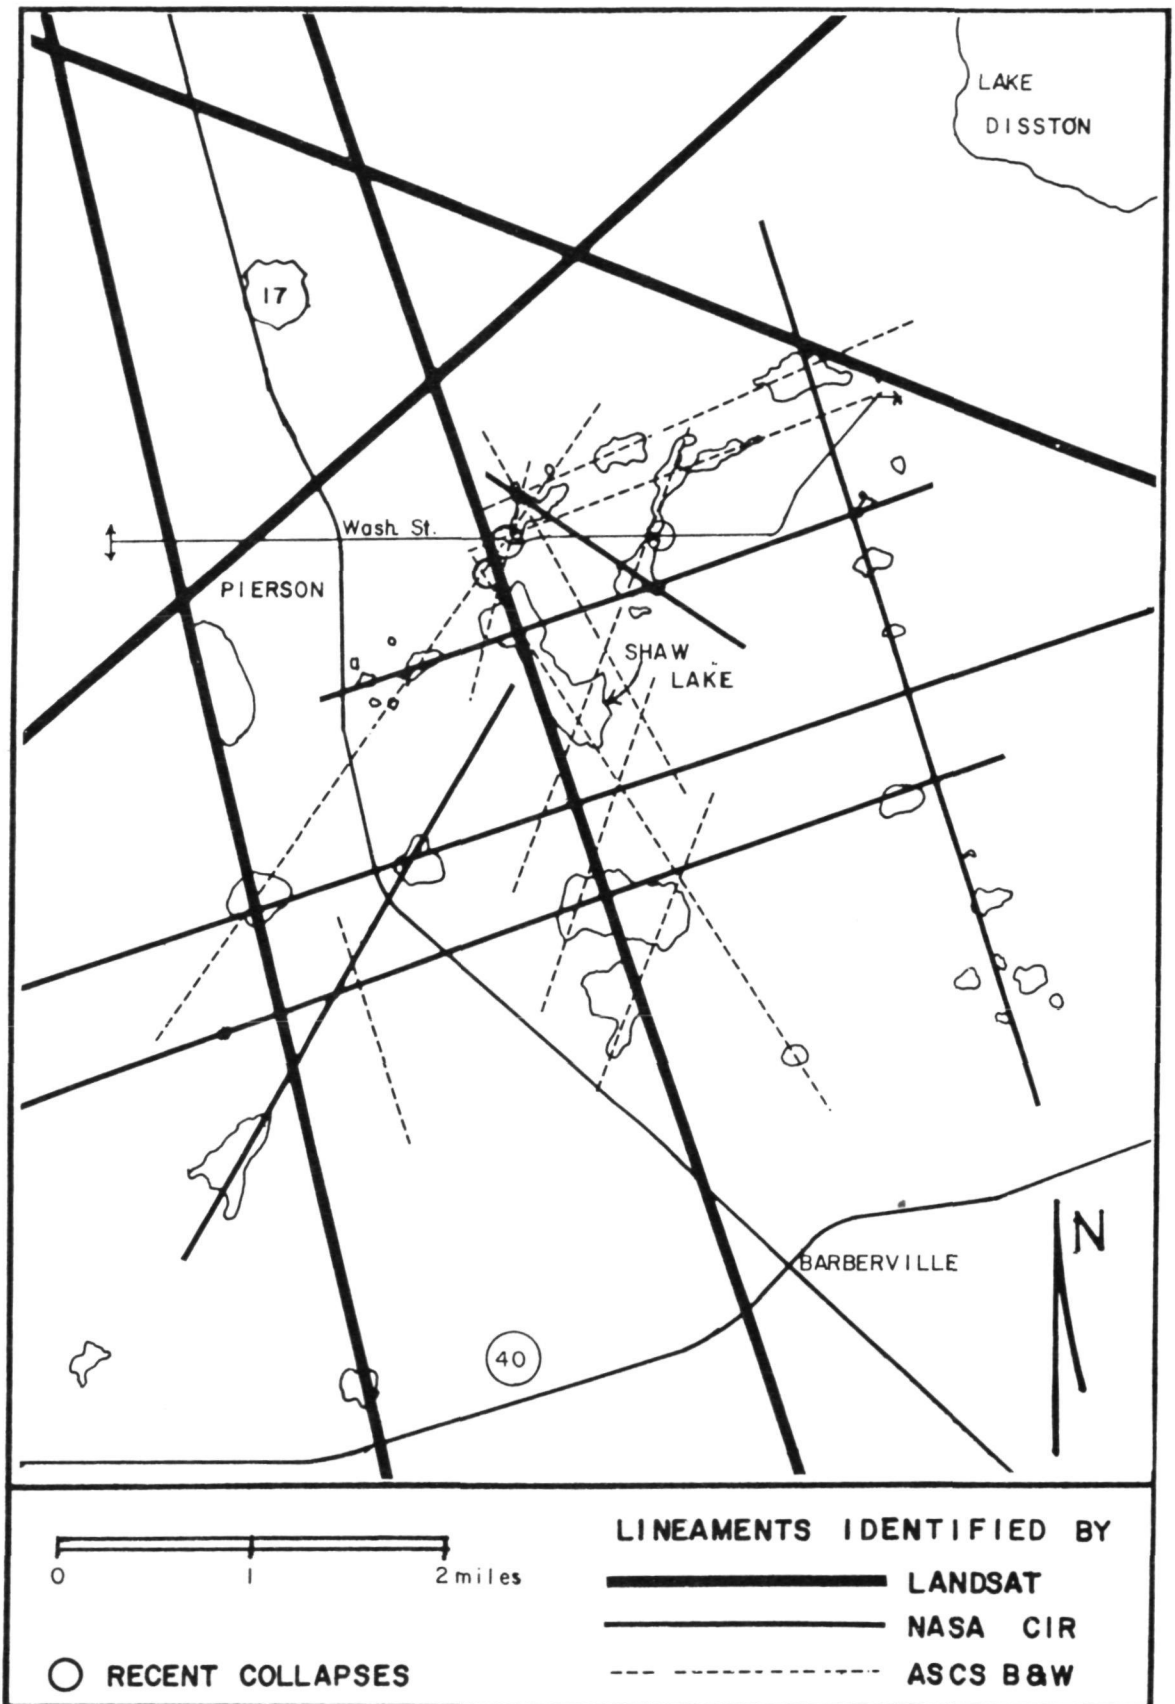 LAKE
DISSTON
17
Wash. St.
PIERSON
SHAW
LAKE
N
BARBERVILLE
40
LINEAMENTS IDENTIFIED BY
0 1 2 miles
LANDSAT
NASA CIR
RECENT COLLAPSES
ASCS B&W